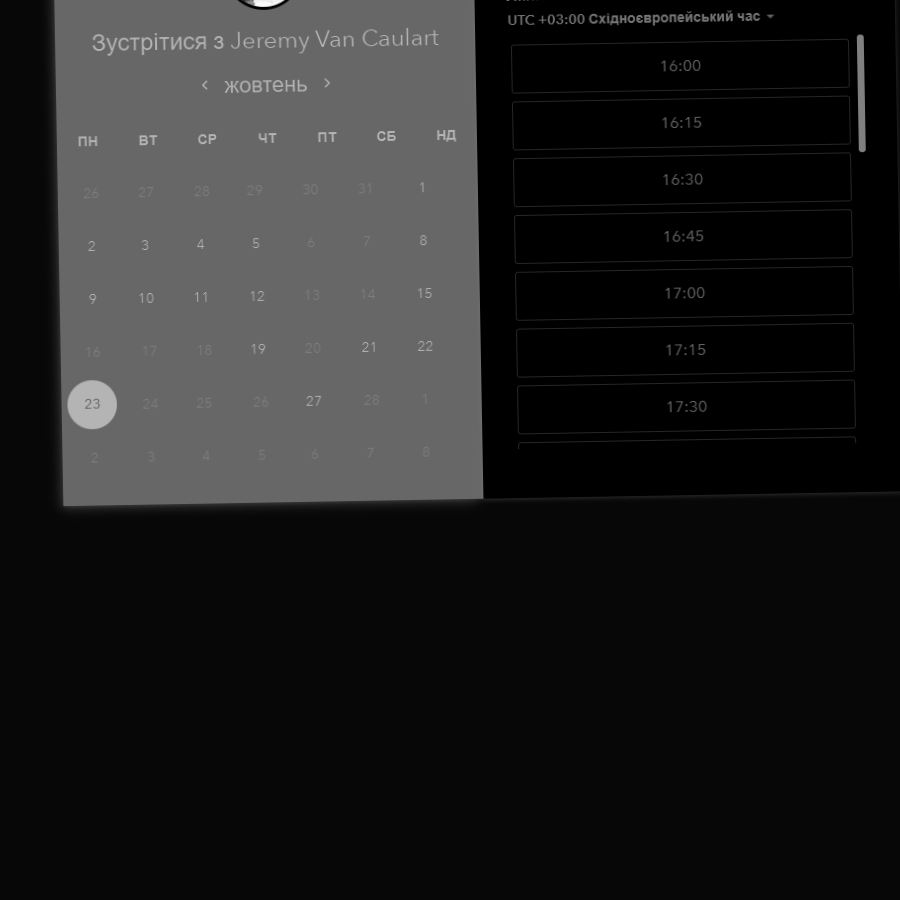 Зустрітися з Jeremy Van Caulart
жовтень
ПН ВТ СР ЧТ ПТ СБ НД
26 27 28 29 30 31 1
2 3 4 5 6 7 8
9 10 11 12 13 14 15
16 17 18 19 20 21 22
23 24 25 26 27 28 1
2 3 4 5 6 7 8
UTC +03:00 Східноєвропейський час
16:00
16:15
16:30
16:45
17:00
17:15
17:30